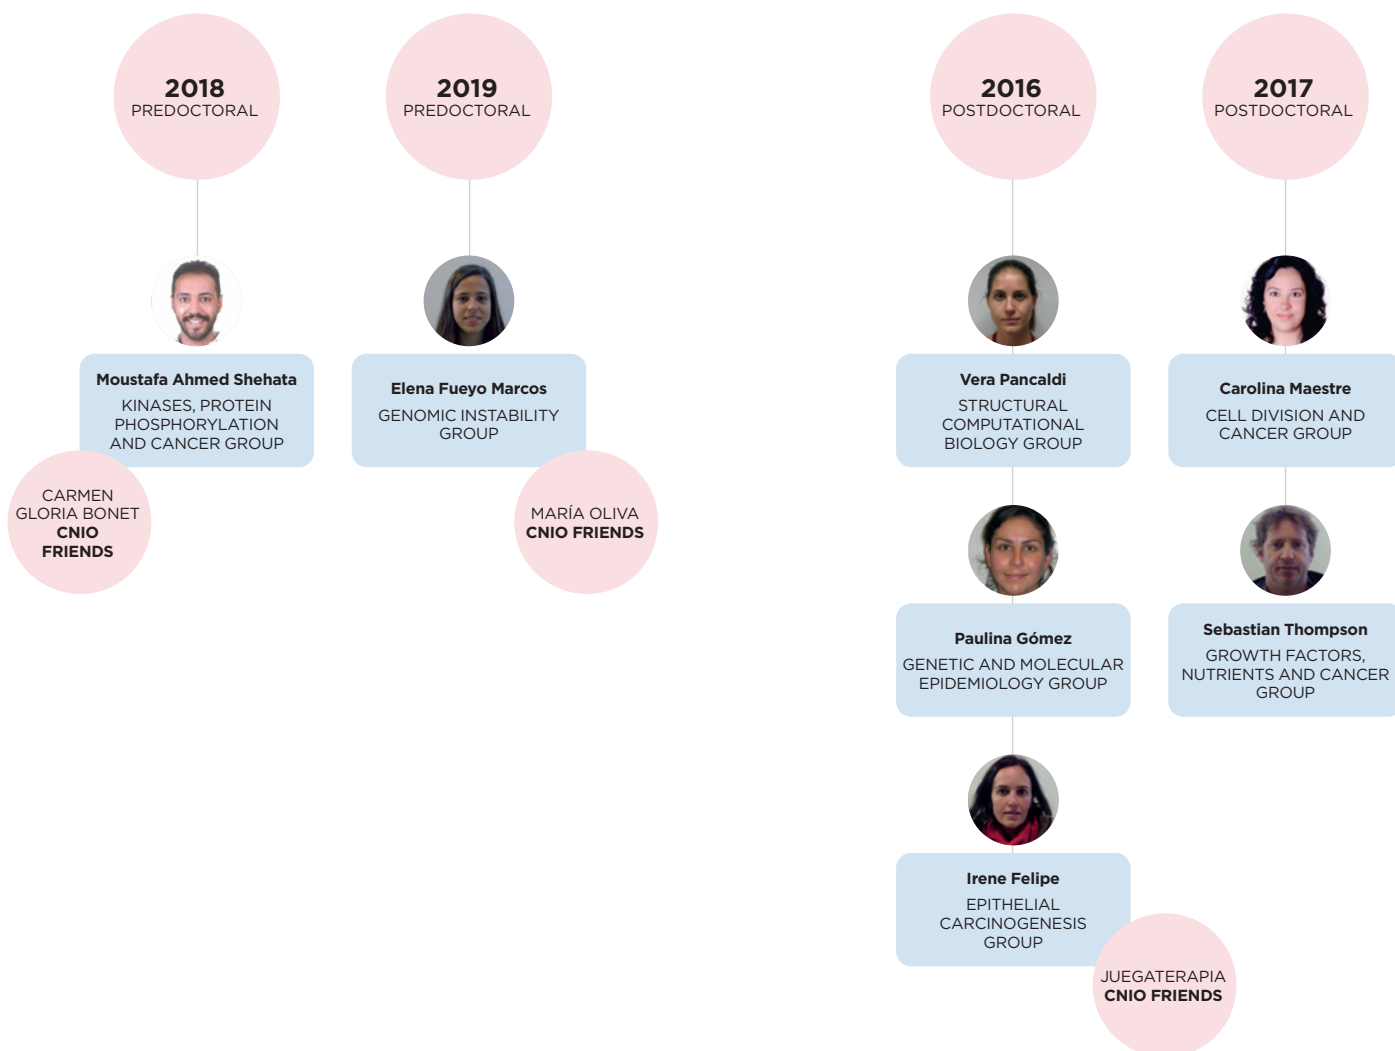 2018
PREDOCTORAL
Moustafa Ahmed Shehata
KINASES, PROTEIN
PHOSPHORYLATION
AND CANCER GROUP
CARMEN
GLORIA BONET
CNIO
FRIENDS
2019
PREDOCTORAL
Elena Fueyo Marcos
GENOMIC INSTABILITY
GROUP
MARÍA OLIVA
CNIO FRIENDS
2016
POSTDOCTORAL
Vera Pancaldi
STRUCTURAL
COMPUTATIONAL
BIOLOGY GROUP
Paulina Gómez
GENETIC AND MOLECULAR
EPIDEMIOLOGY GROUP
Irene Felipe
EPITHELIAL
CARCINOGENESIS
GROUP
JUEGATERAPIA
CNIO FRIENDS
2017
POSTDOCTORAL
Carolina Maestre
CELL DIVISION AND
CANCER GROUP
Sebastian Thompson
GROWTH FACTORS,
NUTRIENTS AND CANCER
GROUP